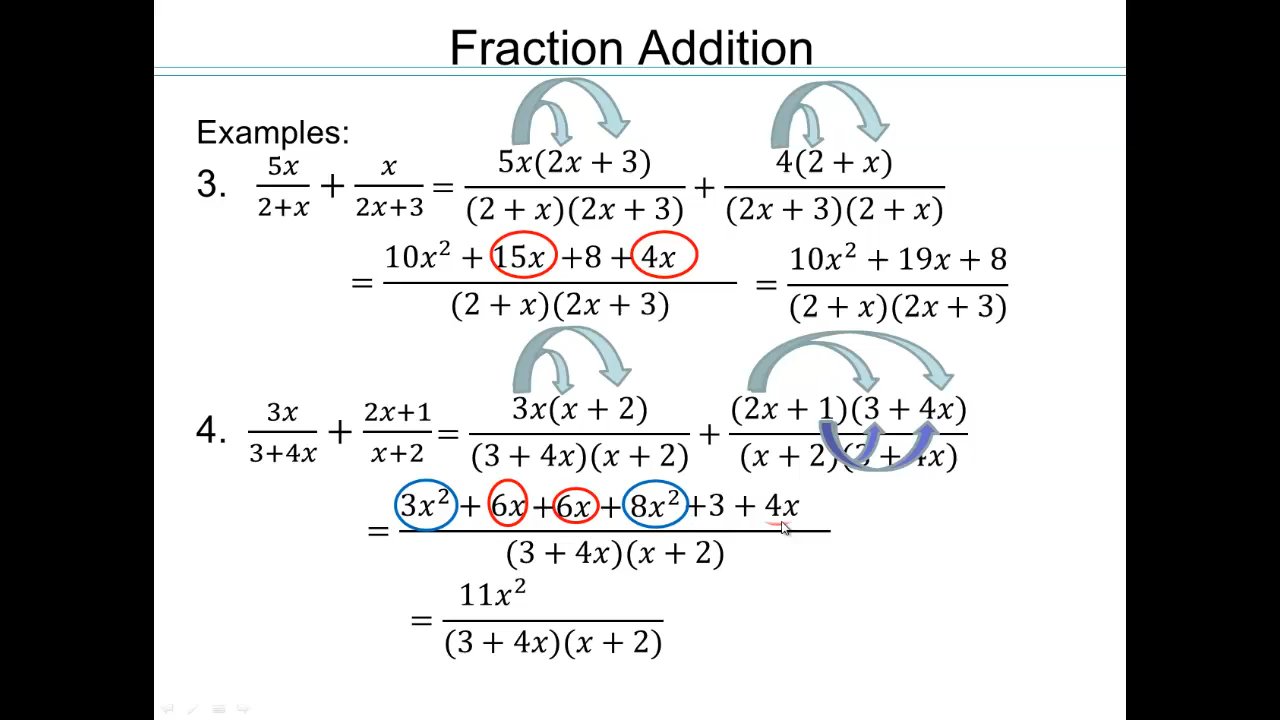 Fraction Addition
Examples:
3. 5x/(2+x) + x/(2x+3) = 5x(2x + 3)/((2 + x)(2x + 3)) + 4(2 + x)/((2x + 3)(2 + x))
= (10x² + 15x +8 + 4x)/((2 + x)(2x + 3)) = (10x² + 19x + 8)/((2 + x)(2x + 3))
4. 3x/(3+4x) + (2x+1)/(x+2) = 3x(x + 2)/((3 + 4x)(x + 2)) + (2x + 1)(3 + 4x)/((x + 2)(3 + 4x))
= (3x² + 6x +6x + 8x² +3 + 4x)/((3 + 4x)(x + 2))
= 11x²/((3 + 4x)(x + 2))